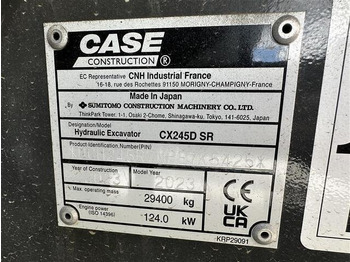 CASE
CONSTRUCTION ®
EC Representative CNH Industrial France
16-18, rue des Rochettes 91150 MORIGNY-CHAMPIGNY-France
Made In Japan
SUMITOMO CONSTRUCTION MACHINERY CO., LTD.
ThinkPark Tower, 1-1, Osaki 2-Chome, Shinagawa-ku, Tokyo, 141-6025, Japan
Designation/Model
Hydraulic Excavator CX245D SR
Product Identification Number(PIN)
Year of Construction Model Year
2023
Max. operating mass 29400 kg
Engine power (ISO 14396) 124.0 kW
CE
UKCA
KRP29091